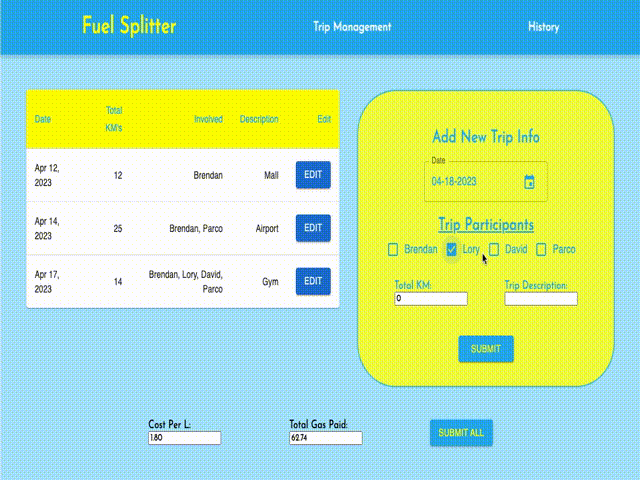 Fuel Splitter
Trip Management
History
Date Total KM's Involved Description Edit
Apr 12, 2023 12 Brendan Mall EDIT
Apr 14, 2023 25 Brendan, Parco Airport EDIT
Apr 17, 2023 14 Brendan, Lory, David, Parco Gym EDIT
Add New Trip Info
Date
04-18-2023
Trip Participants
Brendan Lory David Parco
Total KM: Trip Description:
0
SUBMIT
Cost Per L: Total Gas Paid:
1.80 62.74
SUBMIT ALL